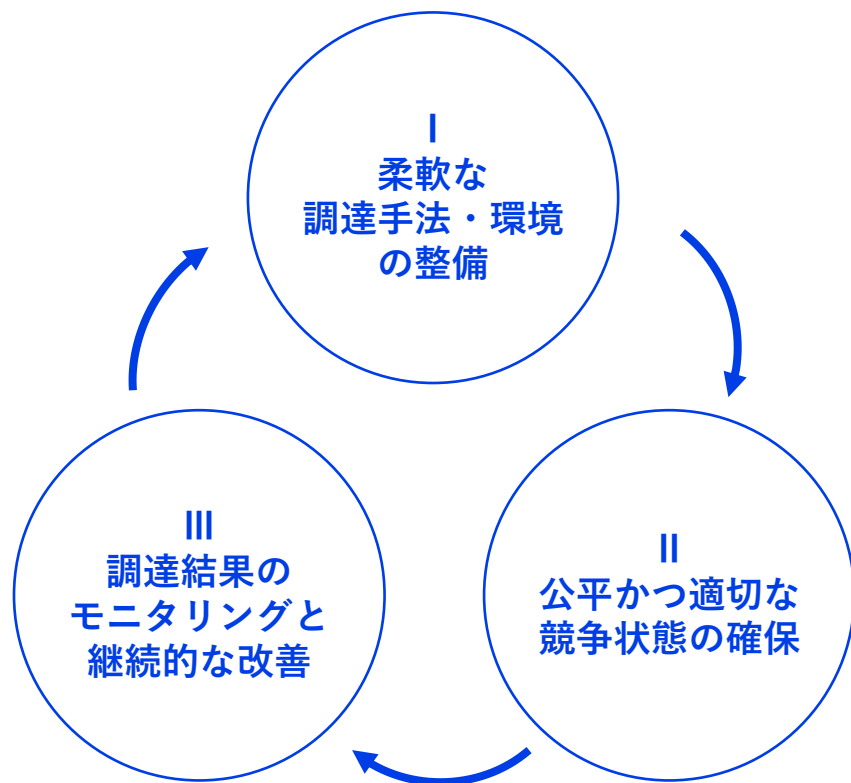 Ⅰ
柔軟な
調達手法・環境
の整備
Ⅱ
公平かつ適切な
競争状態の確保
Ⅲ
調達結果の
モニタリングと
継続的な改善